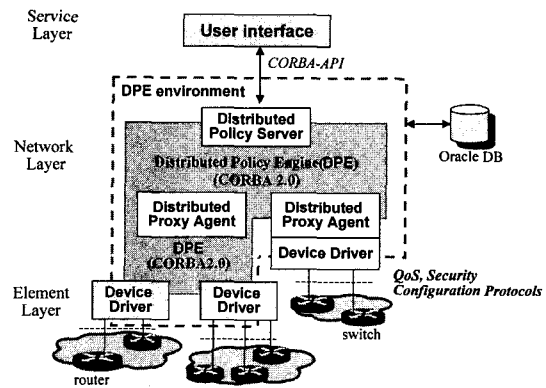 Service
Layer
User interface
CORBA-API
DPE environment
Distributed
Policy Server
Network
Layer
Oracle DB
Distributed Policy Engine(DPE)
(CORBA 2.0)
Distributed
Proxy Agent
Distributed
Proxy Agent
DPE
(CORBA2.0)
Device Driver
QoS, Security
Configuration Protocols
Element
Layer
Device
Driver
Device
Driver
switch
router